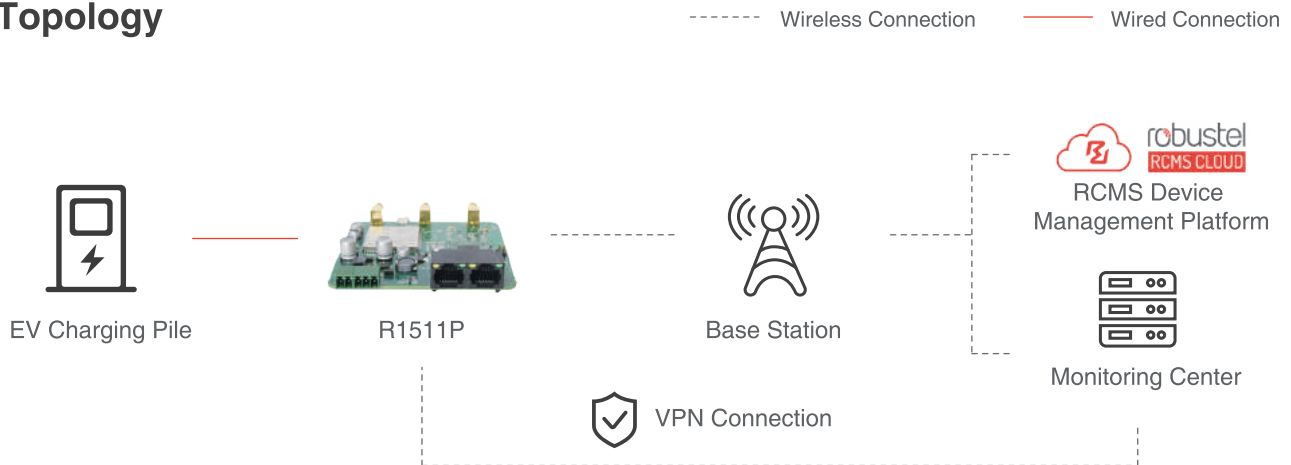 Topology
Wireless Connection
Wired Connection
robustel
RCMS CLOUD
RCMS Device
Management Platform
EV Charging Pile
R1511P
Base Station
Monitoring Center
VPN Connection